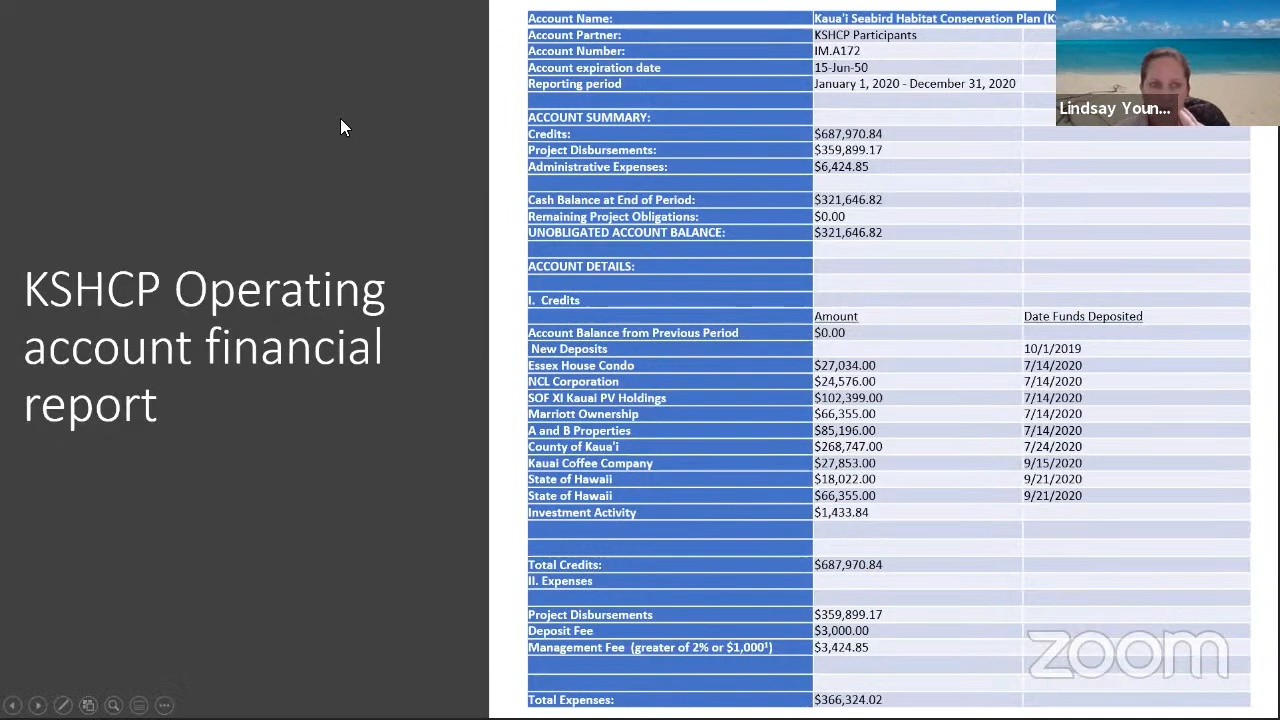 KSHCP Operating
account financial
report
Account Name: Kaua'i Seabird Habitat Conservation Plan (K
Account Partner: KSHCP Participants
Account Number: IM.A172
Account expiration date 15-Jun-50
Reporting period January 1, 2020 - December 31, 2020
ACCOUNT SUMMARY:
Credits: $687,970.84
Project Disbursements: $359,899.17
Administrative Expenses: $6,424.85
Cash Balance at End of Period: $321,646.82
Remaining Project Obligations: $0.00
UNOBLIGATED ACCOUNT BALANCE: $321,646.82
ACCOUNT DETAILS:
I. Credits
Amount Date Funds Deposited
Account Balance from Previous Period $0.00
New Deposits 10/1/2019
Essex House Condo $27,034.00 7/14/2020
NCL Corporation $24,576.00 7/14/2020
SOF XI Kauai PV Holdings $102,399.00 7/14/2020
Marriott Ownership $66,355.00 7/14/2020
A and B Properties $85,196.00 7/14/2020
County of Kaua'i $268,747.00 7/24/2020
Kauai Coffee Company $27,853.00 9/15/2020
State of Hawaii $18,022.00 9/21/2020
State of Hawaii $66,355.00 9/21/2020
Investment Activity $1,433.84
Total Credits: $687,970.84
II. Expenses
Project Disbursements $359,899.17
Deposit Fee $3,000.00
Management Fee (greater of 2% or $1,000¹) $3,424.85
Total Expenses: $366,324.02
Lindsay Youn...
zoom